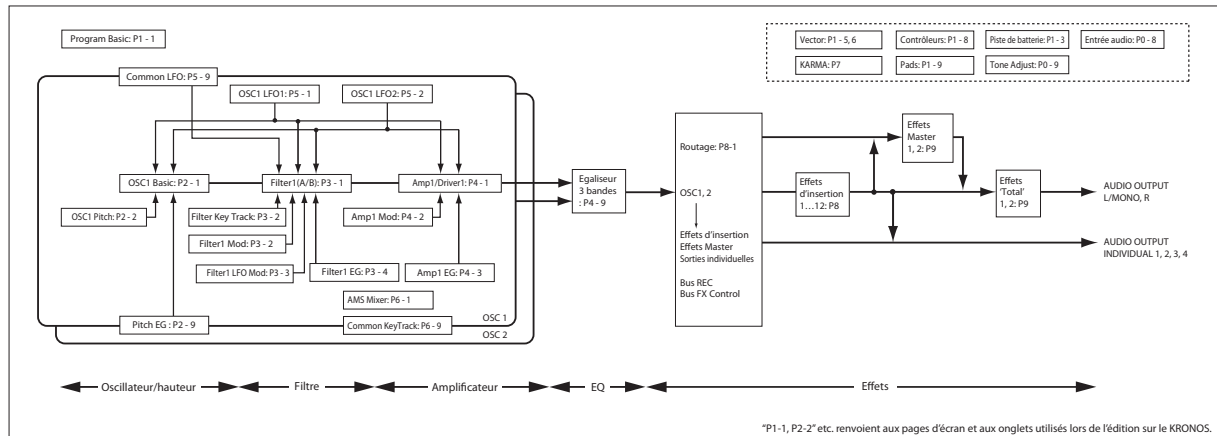 Program Basic: P1 - 1
Vector: P1 - 5, 6
Contrôleurs: P1 - 8
Piste de batterie: P1 - 3
Entrée audio: P0 - 8
KARMA: P7
Pads: P1 - 9
Tone Adjust: P0 - 9
Common LFO: P5 - 9
OSC1 LFO1: P5 - 1
OSC1 LFO2: P5 - 2
OSC1 Basic: P2 - 1
Filter1(A/B): P3 - 1
Amp1/Driver1: P4 - 1
OSC1 Pitch: P2 - 2
Filter Key Track: P3 - 2
Amp1 Mod: P4 - 2
Filter1 Mod: P3 - 2
Filter1 LFO Mod: P3 - 3
Filter1 EG: P3 - 4
Amp1 EG: P4 - 3
AMS Mixer: P6 - 1
Pitch EG : P2 - 9
Common KeyTrack: P6 - 9
OSC 1
OSC 2
Egaliseur
3 bandes
: P4 - 9
Routage: P8-1
OSC1, 2
Effets d'insertion
Effets Master
Sorties individuelles
Bus REC
Bus FX Control
Effets
d'insertion
1…12: P8
Effets
Master
1, 2: P9
Effets
'Total'
1, 2: P9
AUDIO OUTPUT
L/MONO, R
AUDIO OUTPUT
INDIVIDUAL 1, 2, 3, 4
Oscillateur/hauteur
Filtre
Amplificateur
EQ
Effets
"P1-1, P2-2" etc. renvoient aux pages d'écran et aux onglets utilisés lors de l'édition sur le KRONOS.